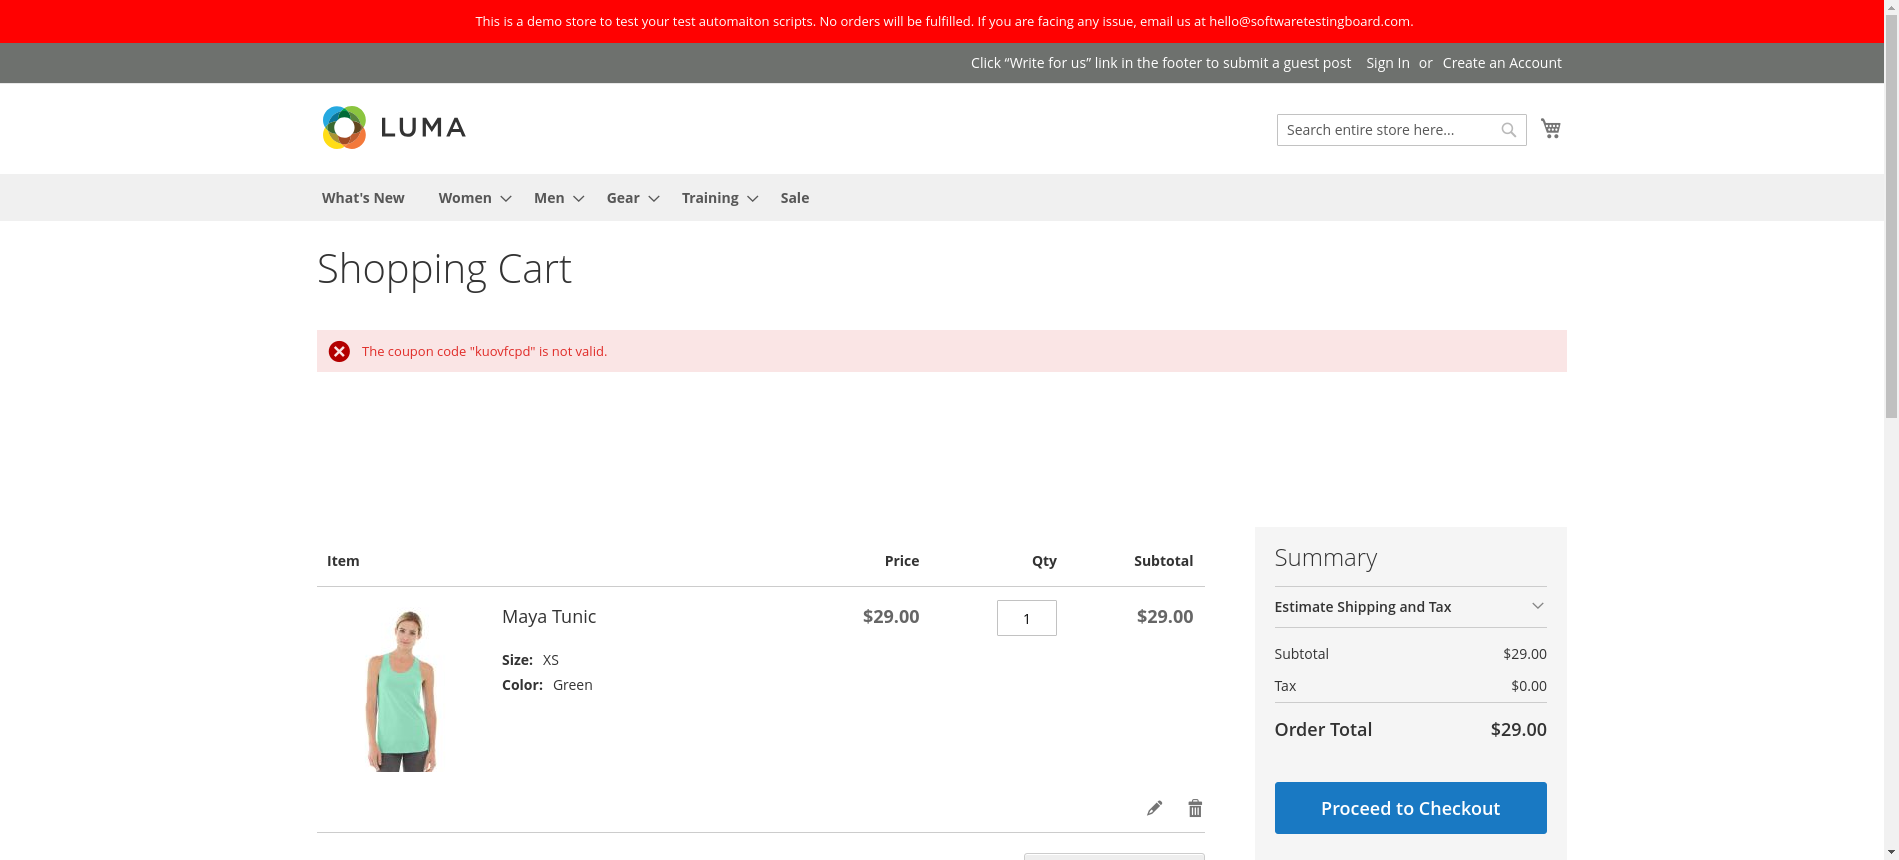 This is a demo store to test your test automaiton scripts. No orders will be fulfilled. If you are facing any issue, email us at hello@softwaretestingboard.com.
Click “Write for us” link in the footer to submit a guest post Sign In or Create an Account
LUMA
Search entire store here...
What's New Women Men Gear Training Sale
Shopping Cart
The coupon code "kuovfcpd" is not valid.
Item Price Qty Subtotal
Maya Tunic $29.00 1 $29.00
Size: XS
Color: Green
Summary
Estimate Shipping and Tax
Subtotal $29.00
Tax $0.00
Order Total $29.00
Proceed to Checkout